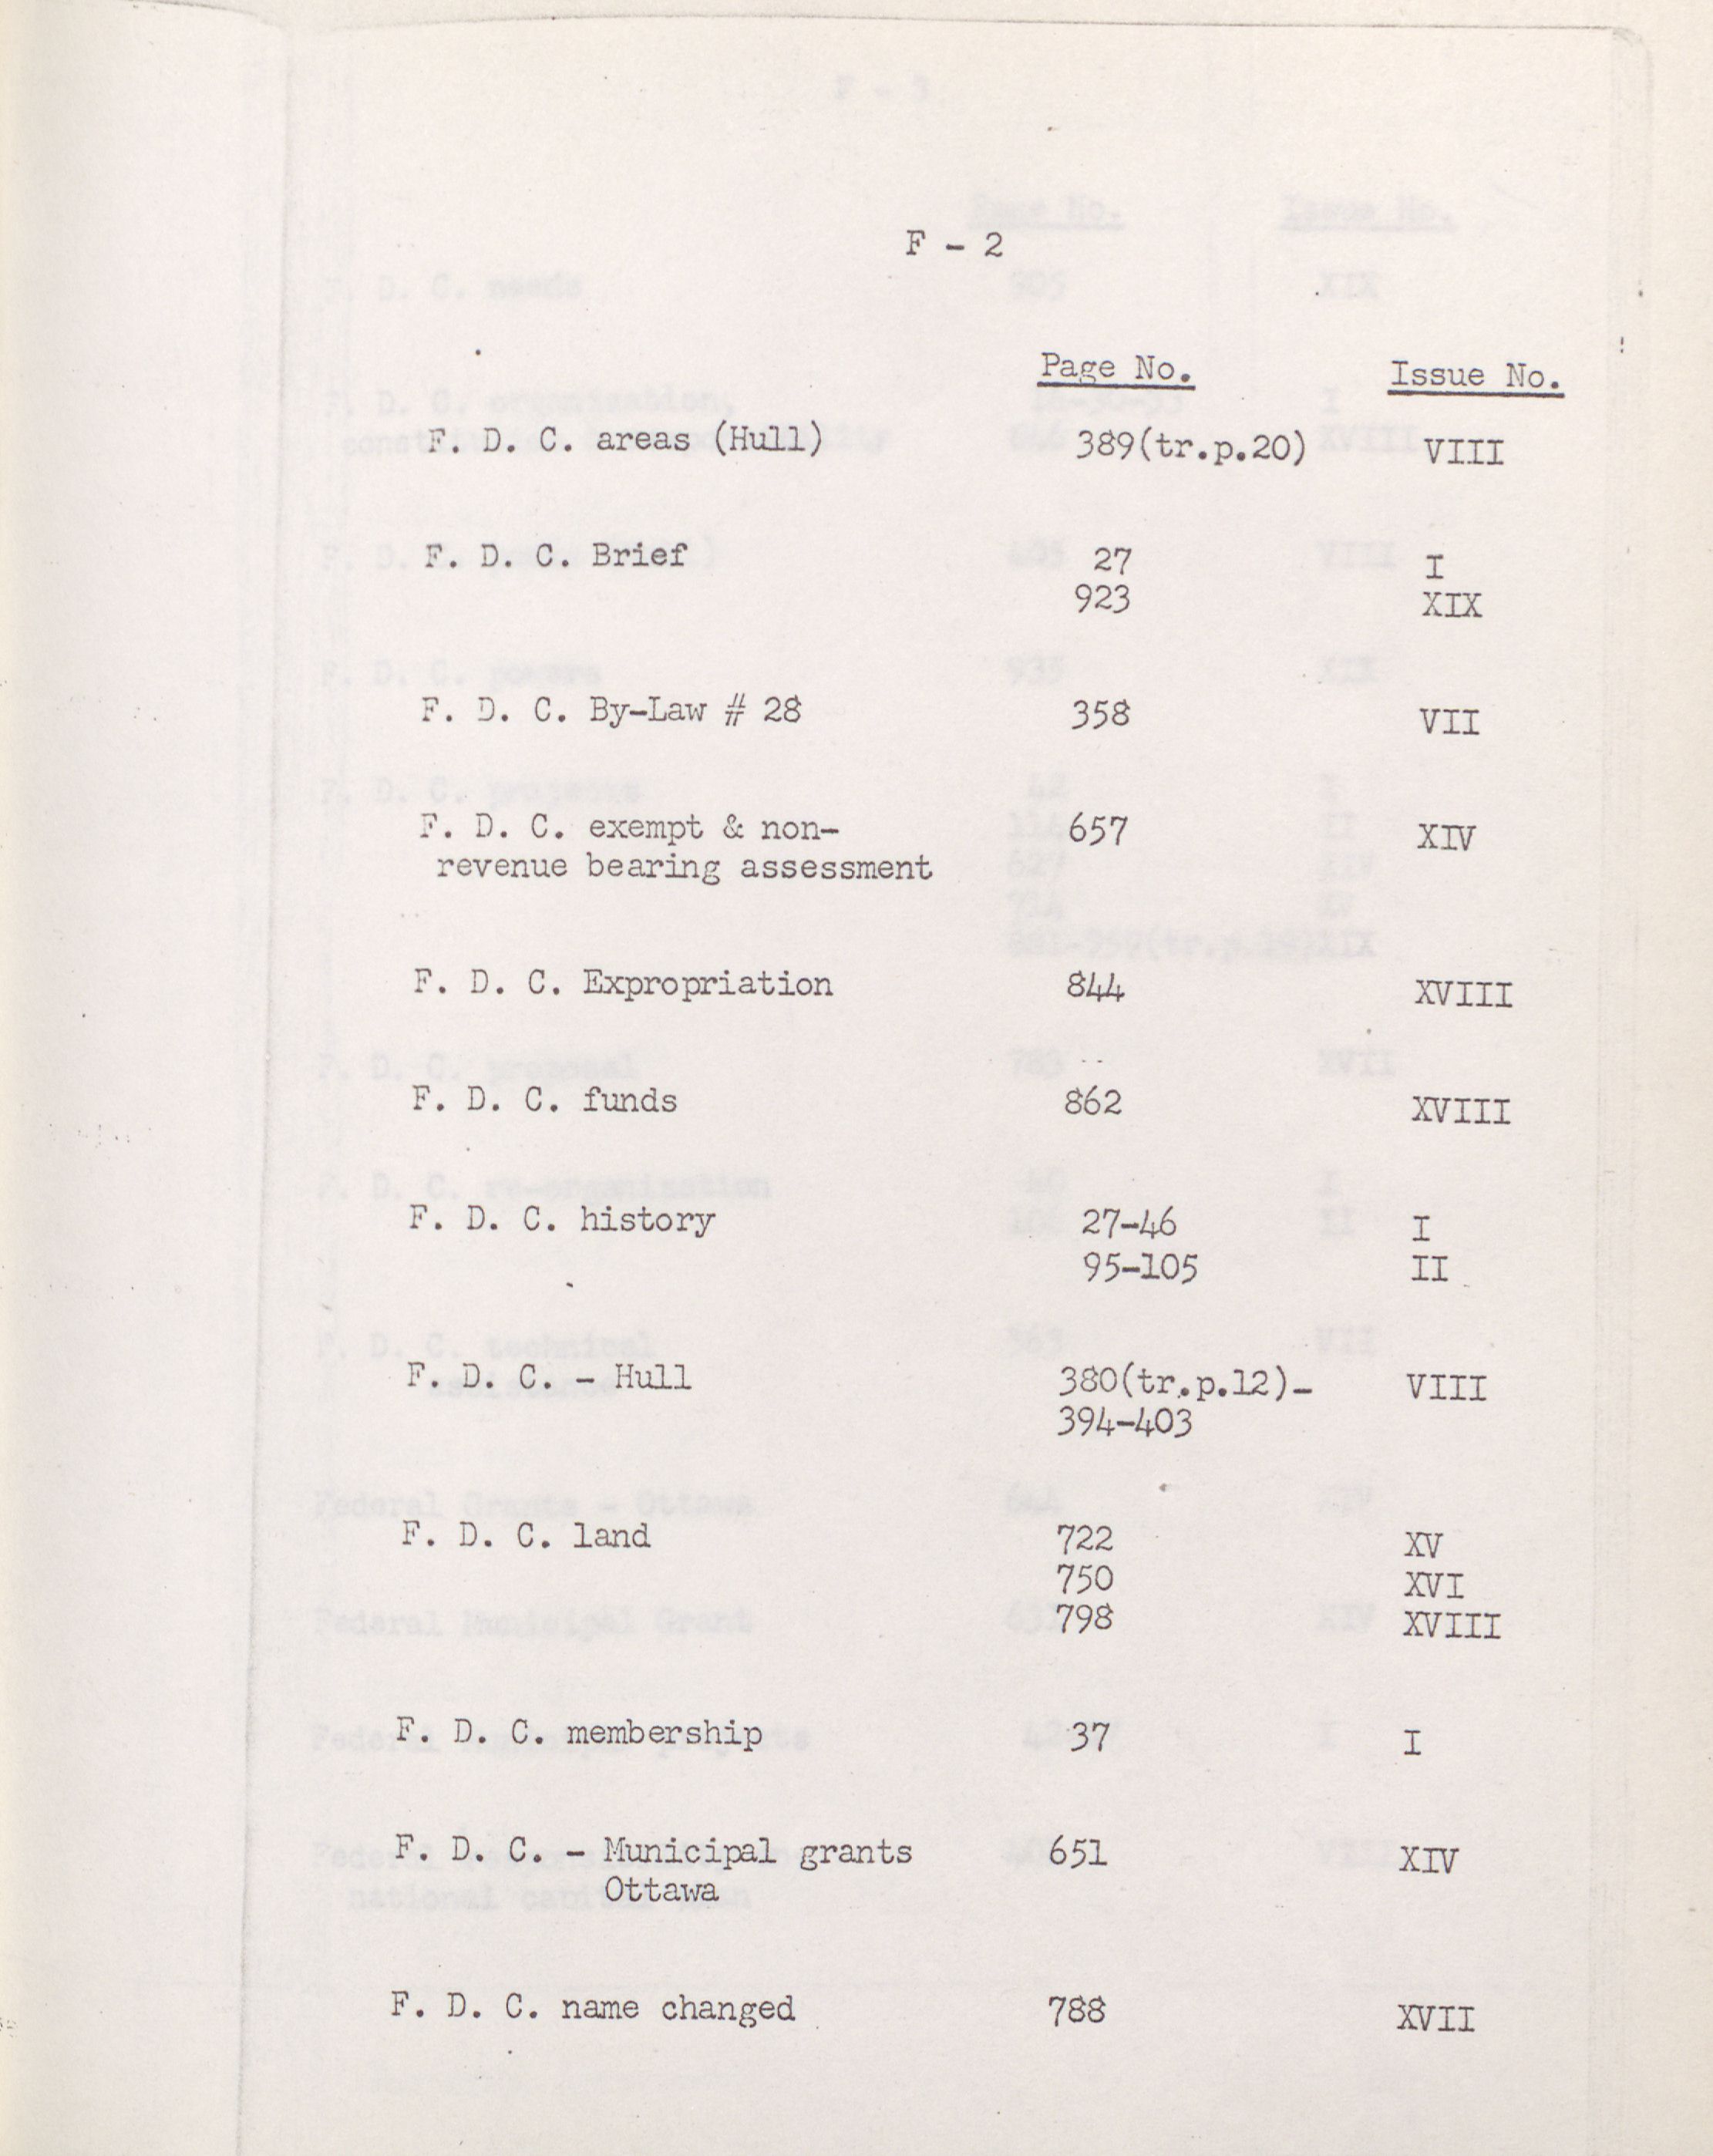 F - 2
Page No. Issue No.
F. D. C. areas (Hull) 389(tr.p.20) VIII
F. D. C. Brief 27 I
923 XIX
F. D. C. By-Law # 28 358 VII
F. D. C. exempt & non- 657 XIV
revenue bearing assessment
F. D. C. Expropriation 844 XVIII
F. D. C. funds 862 XVIII
F. D. C. history 27-46 I
95-105 II
F. D. C. - Hull 380(tr.p.12)- VIII
394-403
F. D. C. land 722 XV
750 XVI
798 XVIII
F. D. C. membership 37 I
F. D. C. - Municipal grants 651 XIV
Ottawa
F. D. C. name changed 788 XVII